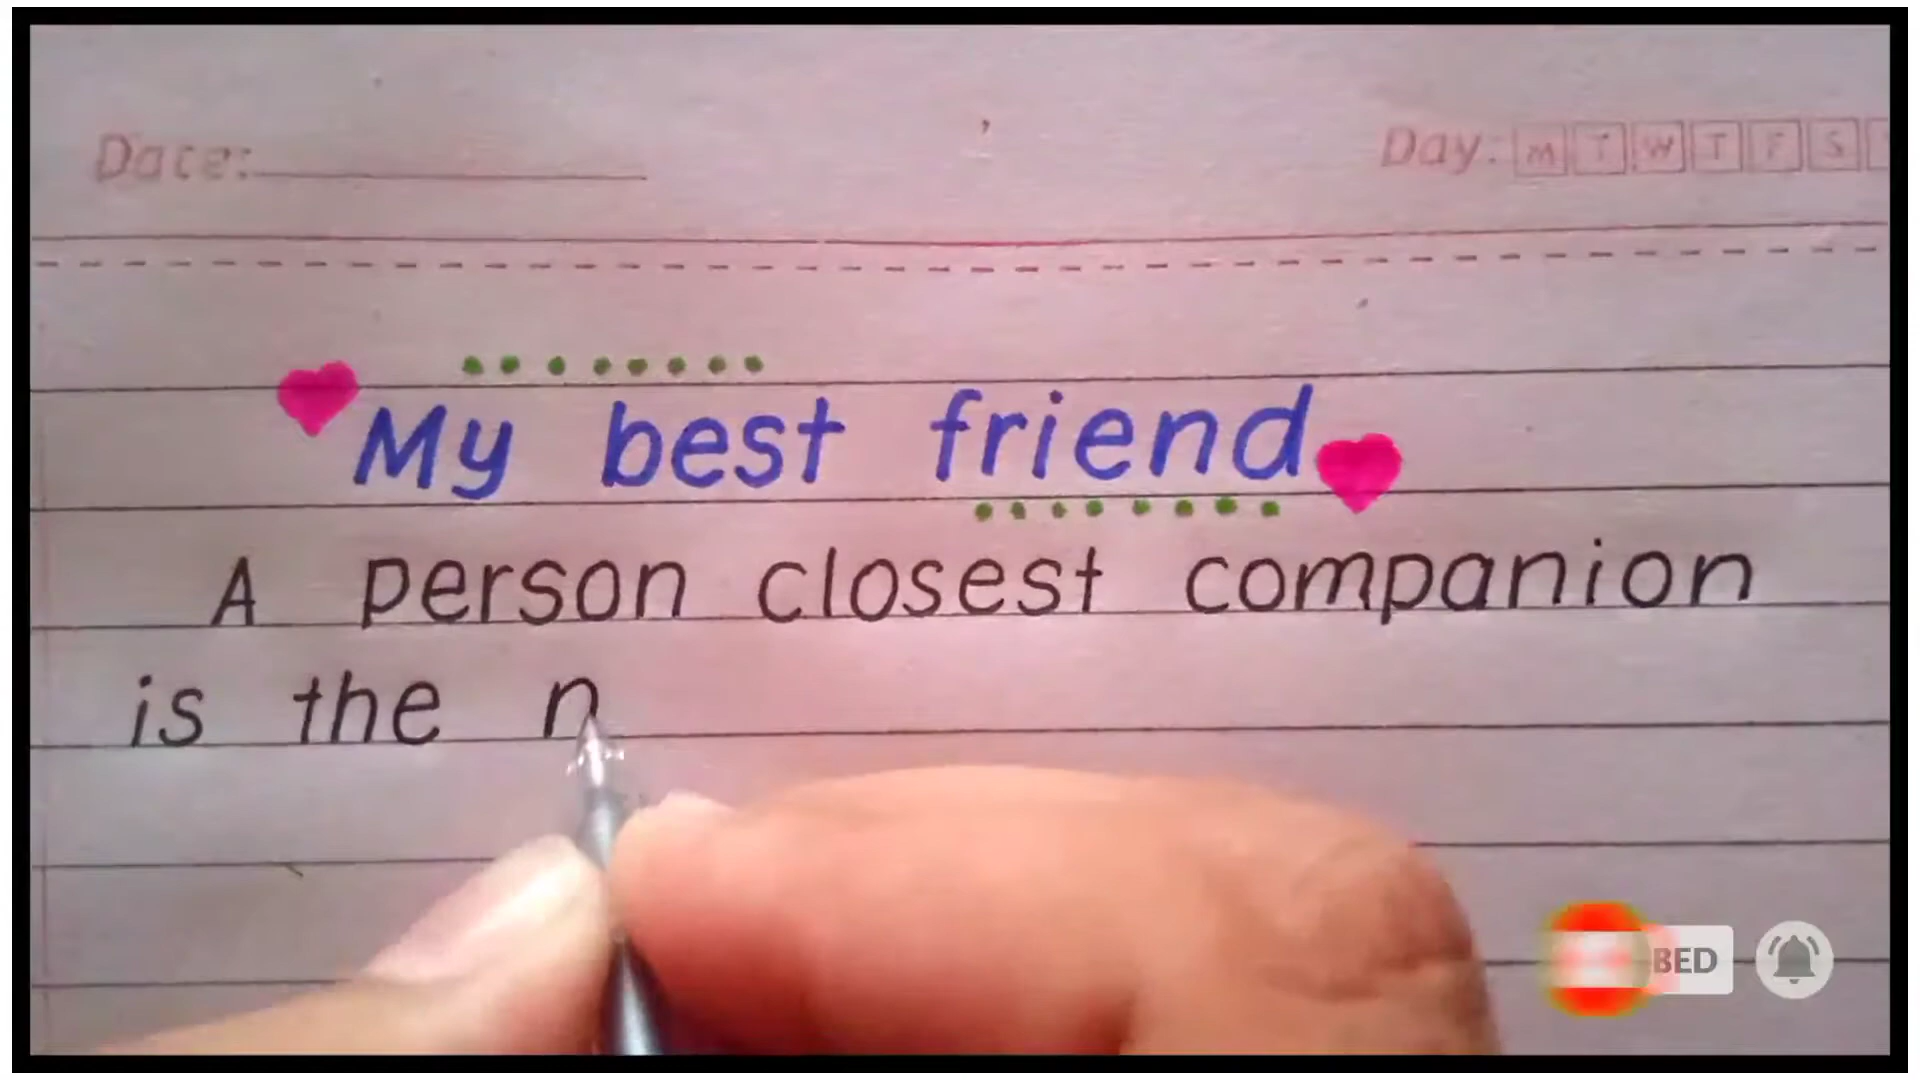 Date:
Day: M T W T F S
My best friend
A person closest companion
is the n
BED